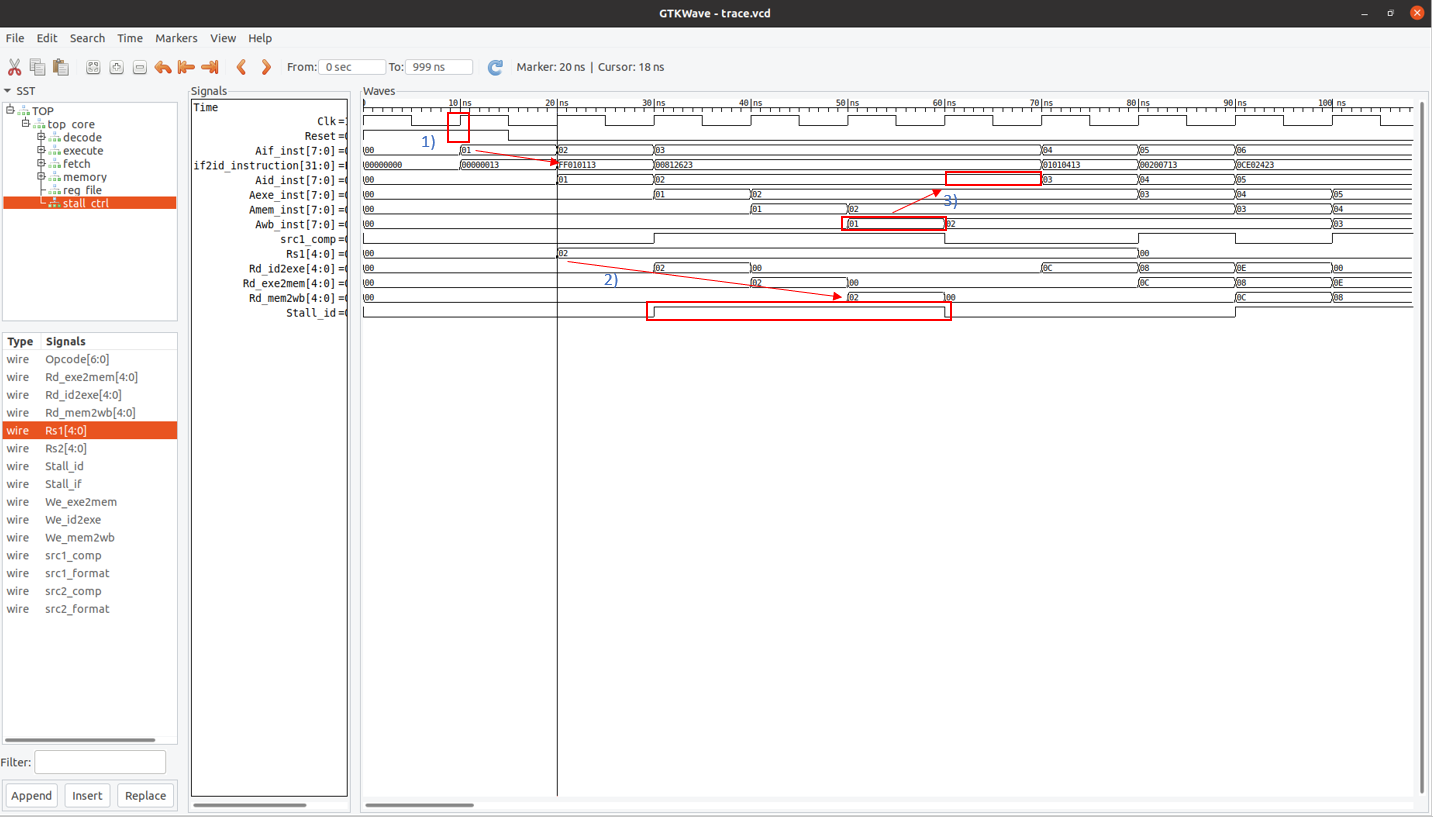 GTKWave - trace.vcd
File Edit Search Time Markers View Help
From: 0 sec To: 999 ns Marker: 20 ns | Cursor: 18 ns
SST
TOP
top_core
decode
execute
fetch
memory
reg_file
stall_ctrl
Type Signals
wire Opcode[6:0]
wire Rd_exe2mem[4:0]
wire Rd_id2exe[4:0]
wire Rd_mem2wb[4:0]
wire Rs1[4:0]
wire Rs2[4:0]
wire Stall_id
wire Stall_if
wire We_exe2mem
wire We_id2exe
wire We_mem2wb
wire src1_comp
wire src1_format
wire src2_comp
wire src2_format
Filter:
Append Insert Replace
Signals
Time
Clk=
Reset=
Aif_inst[7:0]=
if2id_instruction[31:0]=
Aid_inst[7:0]=
Aexe_inst[7:0]=
Amem_inst[7:0]=
Awb_inst[7:0]=
src1_comp=
Rs1[4:0]=
Rd_id2exe[4:0]=
Rd_exe2mem[4:0]=
Rd_mem2wb[4:0]=
Stall_id=
Waves
0 10 ns 20 ns 30 ns 40 ns 50 ns 60 ns 70 ns 80 ns 90 ns 100 ns
1)
00 01 02 03 04 05 06
00000000 00000013 FF010113 00812623 01010413 00200713 0CE02423
00 01 02 03 04 05
00 01 02 03 04 05
3)
00 01 02 03 04
00 01 02 03
00 02 00
00 02 00 0C 08 0E 00
2)
00 02 00 0C 08 0E
00 02 00 0C 08